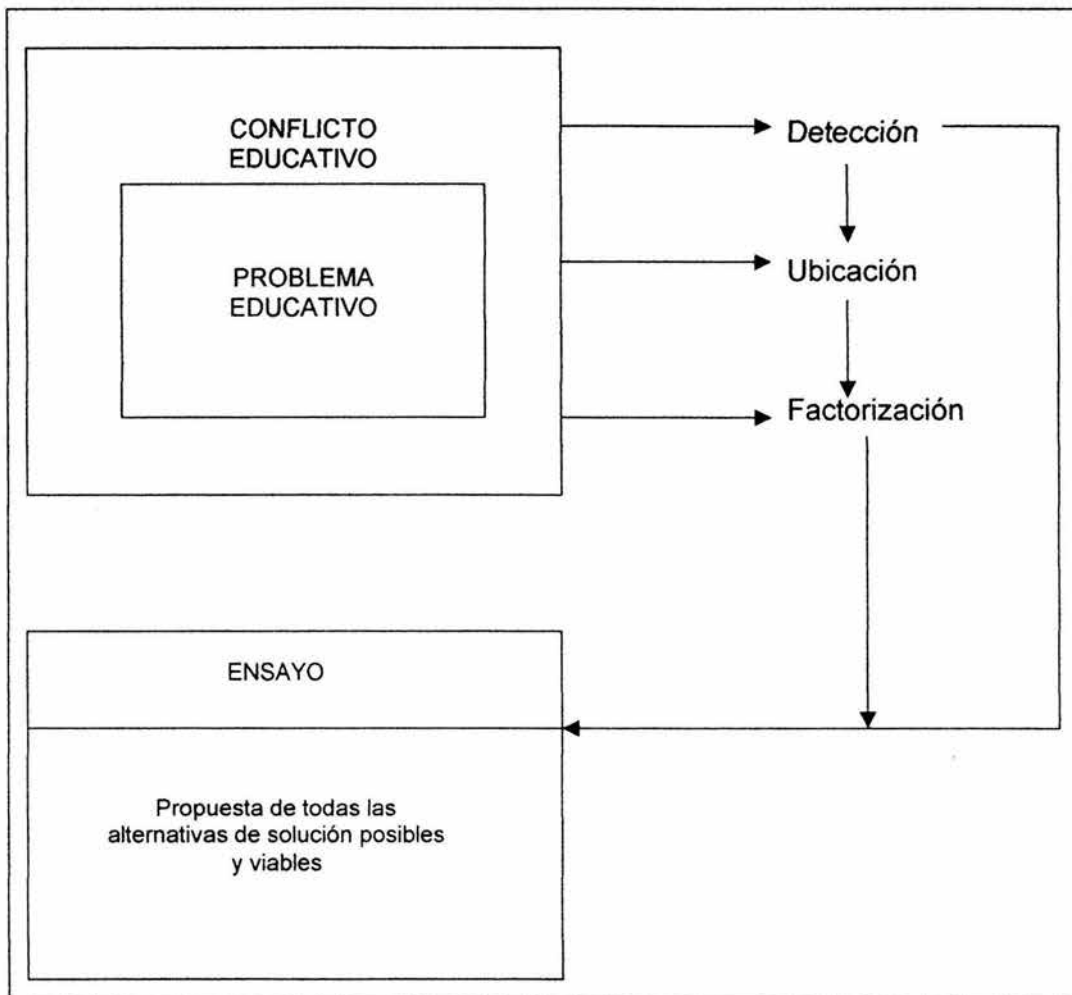 CONFLICTO
EDUCATIVO
PROBLEMA
EDUCATIVO
Detección
Ubicación
Factorización
ENSAYO
Propuesta de todas las
alternativas de solución posibles
y viables